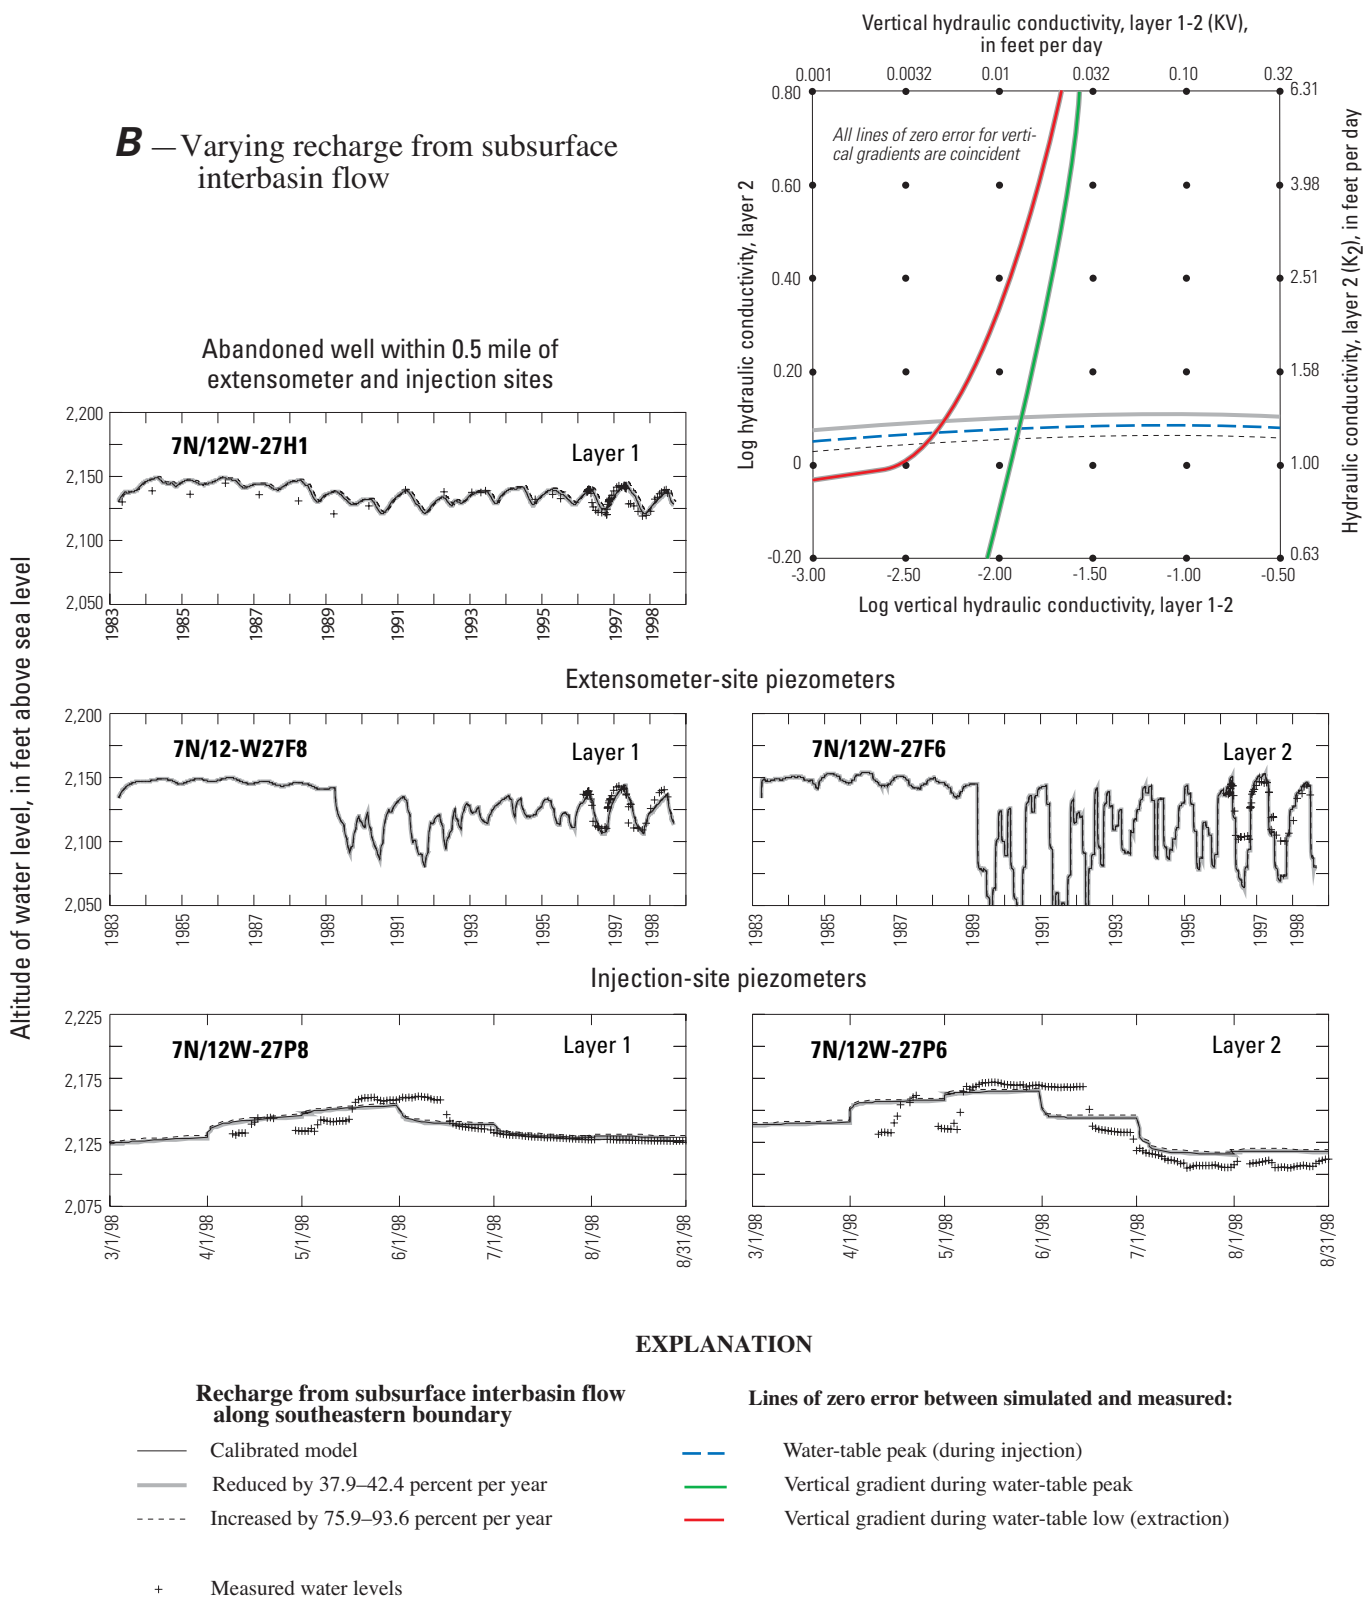 B — Varying recharge from subsurface
interbasin flow
Vertical hydraulic conductivity, layer 1-2 (KV),
in feet per day
0.001 0.0032 0.01 0.032 0.10 0.32
Log hydraulic conductivity, layer 2
0.80
0.60
0.40
0.20
0
-0.20
All lines of zero error for verti-
cal gradients are coincident
6.31
3.98
2.51
1.58
1.00
0.63
Hydraulic conductivity, layer 2 (K2), in feet per day
-3.00 -2.50 -2.00 -1.50 -1.00 -0.50
Log vertical hydraulic conductivity, layer 1-2
Altitude of water level, in feet above sea level
Abandoned well within 0.5 mile of
extensometer and injection sites
7N/12W-27H1
Layer 1
2,200
2,150
2,100
2,050
1983 1985 1987 1989 1991 1993 1995 1997 1998
Extensometer-site piezometers
7N/12-W27F8
Layer 1
2,200
2,150
2,100
2,050
1983 1985 1987 1989 1991 1993 1995 1997 1998
7N/12W-27F6
Layer 2
1983 1985 1987 1989 1991 1993 1995 1997 1998
Injection-site piezometers
7N/12W-27P8
Layer 1
2,225
2,175
2,125
2,075
3/1/98 4/1/98 5/1/98 6/1/98 7/1/98 8/1/98 8/31/98
7N/12W-27P6
Layer 2
3/1/98 4/1/98 5/1/98 6/1/98 7/1/98 8/1/98 8/31/98
EXPLANATION
Recharge from subsurface interbasin flow
along southeastern boundary
Calibrated model
Reduced by 37.9–42.4 percent per year
Increased by 75.9–93.6 percent per year
Measured water levels
Lines of zero error between simulated and measured:
Water-table peak (during injection)
Vertical gradient during water-table peak
Vertical gradient during water-table low (extraction)